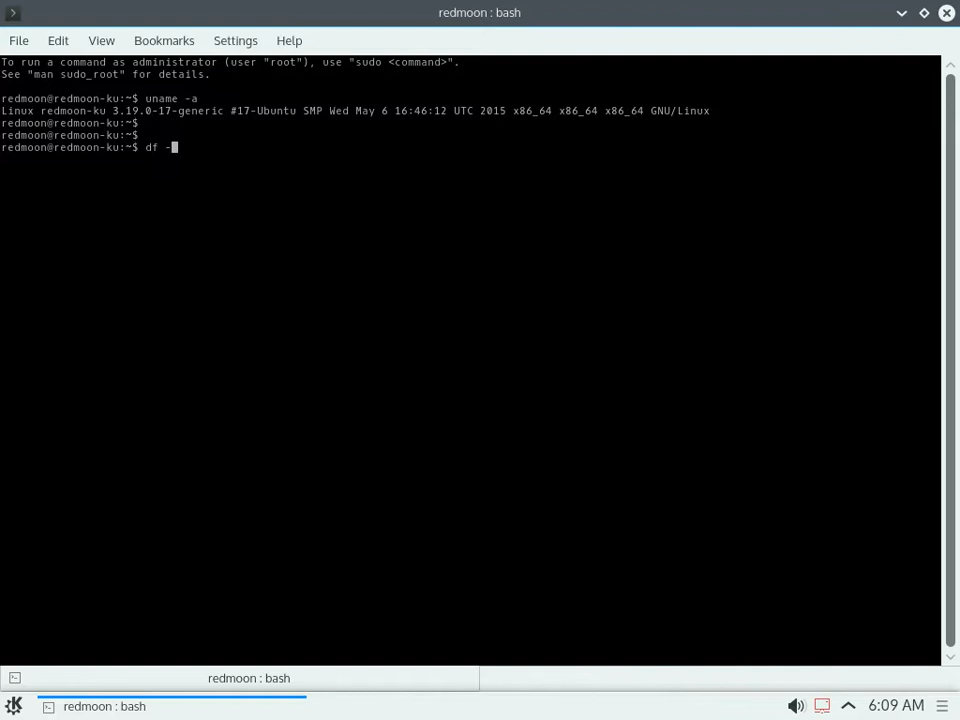 redmoon : bash
File Edit View Bookmarks Settings Help
To run a command as administrator (user "root"), use "sudo <command>".
See "man sudo_root" for details.
redmoon@redmoon-ku:~$ uname -a
Linux redmoon-ku 3.19.0-17-generic #17-Ubuntu SMP Wed May 6 16:46:12 UTC 2015 x86_64 x86_64 x86_64 GNU/Linux
redmoon@redmoon-ku:~$
redmoon@redmoon-ku:~$
redmoon@redmoon-ku:~$ df -
redmoon : bash
redmoon : bash
6:09 AM